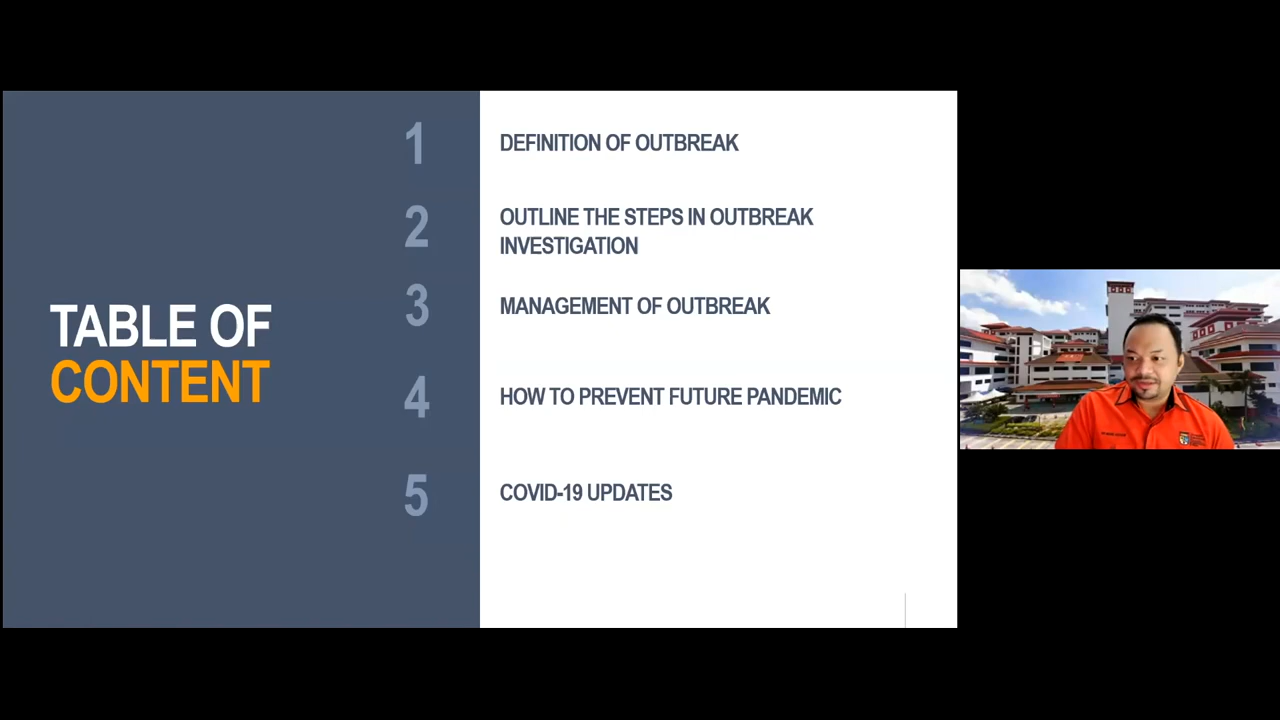 TABLE OF
CONTENT
1
DEFINITION OF OUTBREAK
2
OUTLINE THE STEPS IN OUTBREAK
INVESTIGATION
3
MANAGEMENT OF OUTBREAK
4
HOW TO PREVENT FUTURE PANDEMIC
5
COVID-19 UPDATES